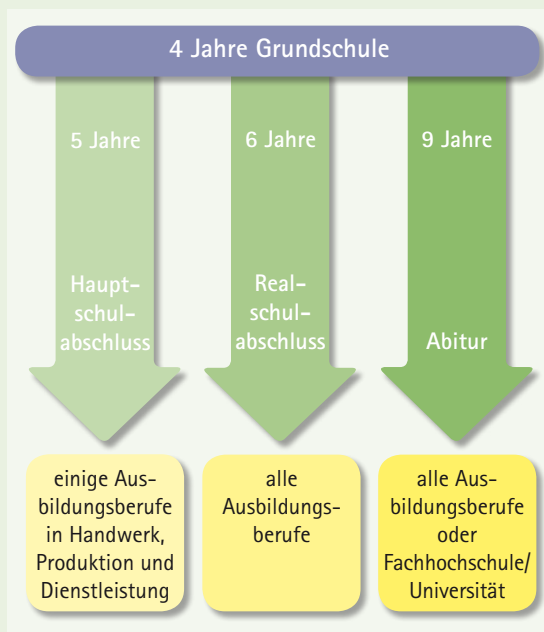 4 Jahre Grundschule
5 Jahre
Haupt-
schul-
abschluss
einige Aus-
bildungsberufe
in Handwerk,
Produktion und
Dienstleistung
6 Jahre
Real-
schul-
abschluss
alle
Ausbildungs-
berufe
9 Jahre
Abitur
alle Aus-
bildungsberufe
oder
Fachhochschule/
Universität